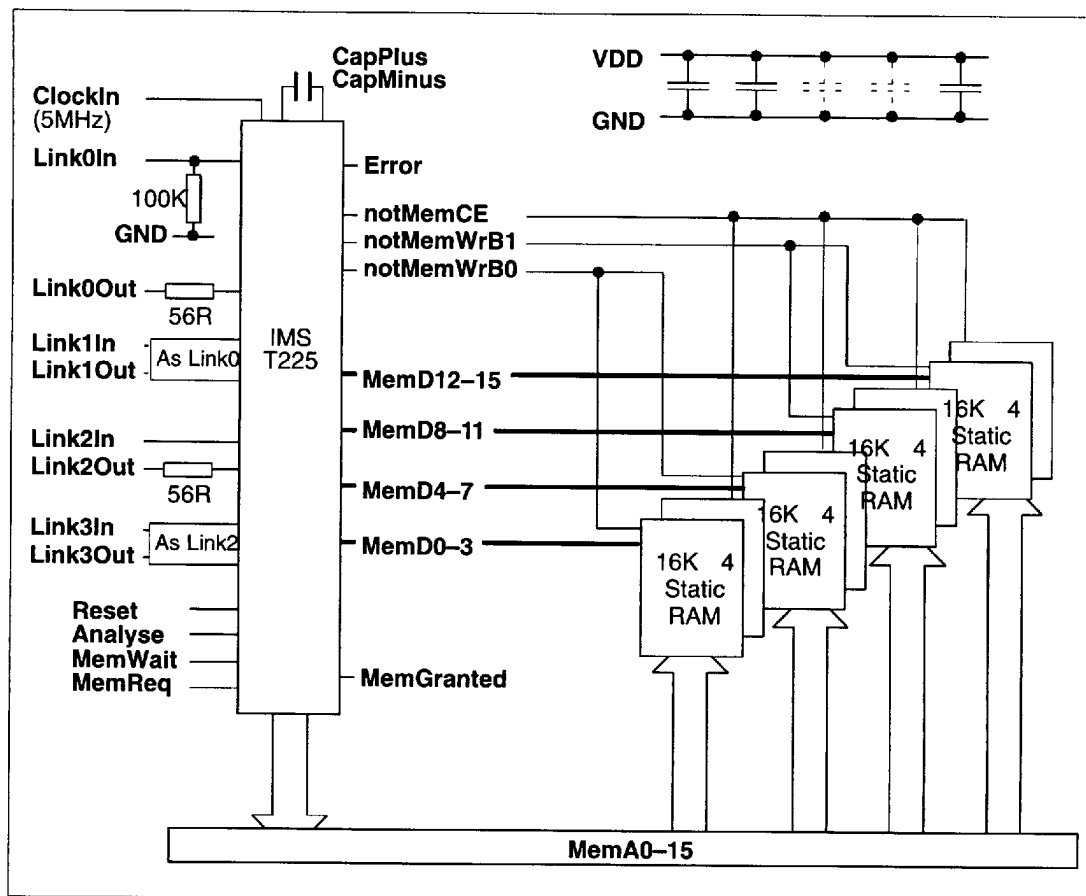 CapPlus
CapMinus
VDD
GND
ClockIn
(5MHz)
Link0In
100K
GND
Error
notMemCE
notMemWrB1
notMemWrB0
Link0Out
56R
IMS
T225
Link1In
Link1Out
As Link0
MemD12–15
MemD8–11
MemD4–7
MemD0–3
Link2In
Link2Out
56R
Link3In
Link3Out
As Link2
16K 4
Static
RAM
16K 4
Static
RAM
16K 4
Static
RAM
16K 4
Static
RAM
Reset
Analyse
MemWait
MemReq
MemGranted
MemA0–15